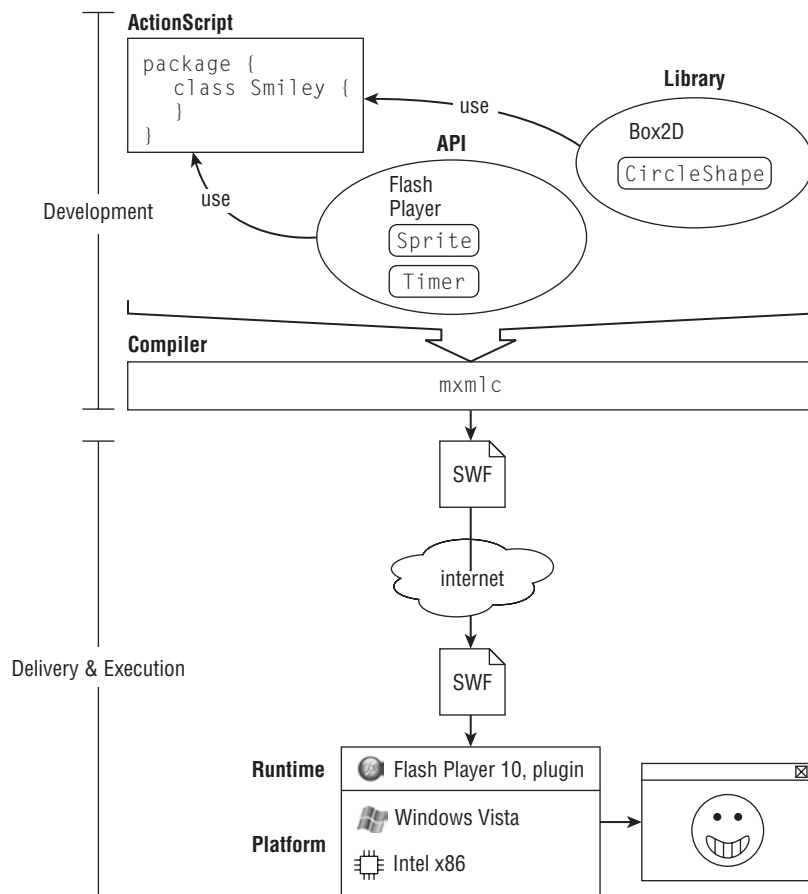 ActionScript
package {
class Smiley {
}
}
use
Library
Box2D
CircleShape
API
use
Flash
Player
Sprite
Timer
Development
Compiler
mxmlc
SWF
internet
Delivery & Execution
SWF
Runtime
Flash Player 10, plugin
Platform
Windows Vista
Intel x86